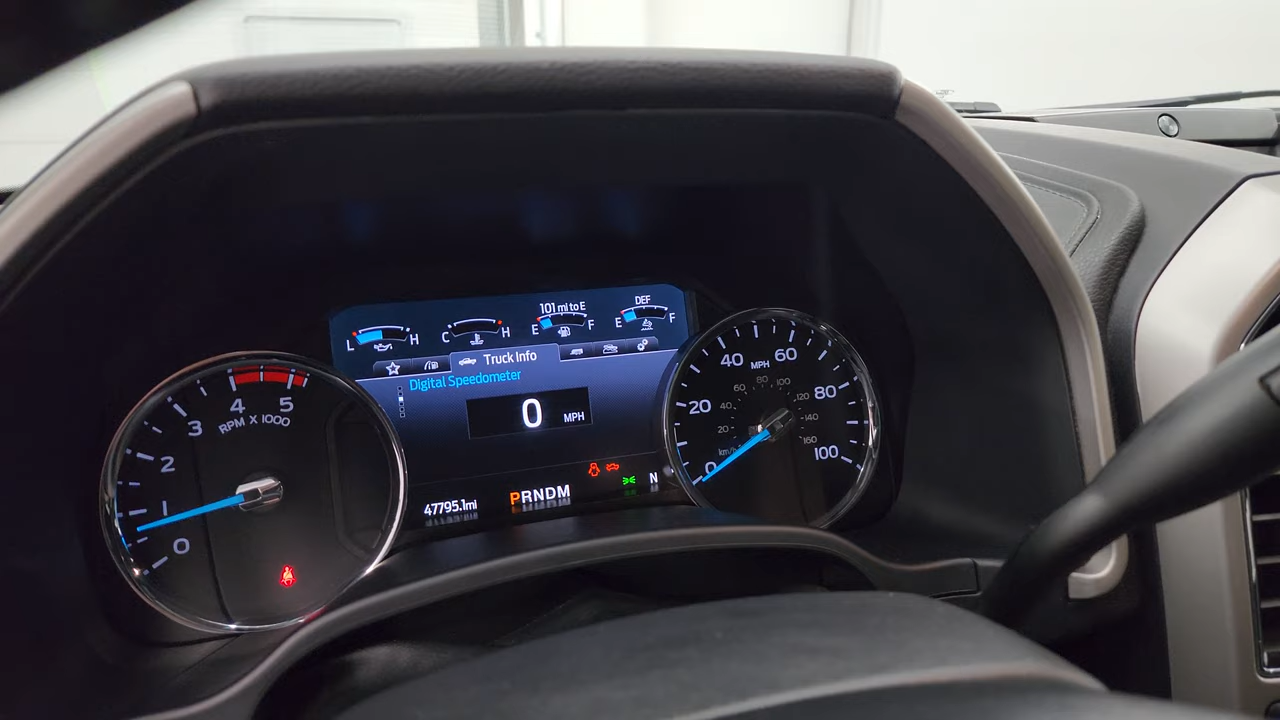 101 mi to E
DEF
L H C H E F E F
Truck Info
Digital Speedometer
0 MPH
47795.1mi
PRNDM
N
0 1 2 3 4 5
RPM X 1000
0 20 40 60 80 100
MPH
20 40 60 80 100 120 140 160
km/h